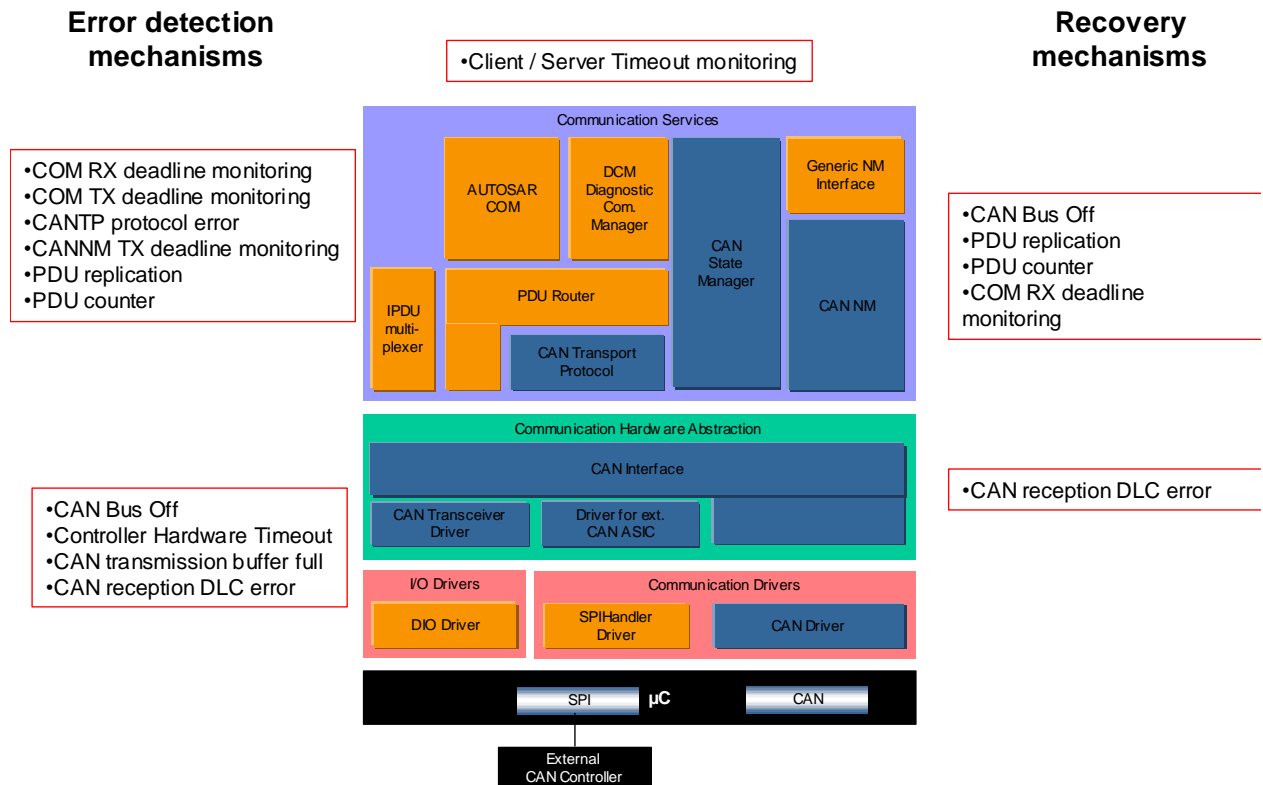 Error detection
mechanisms
Recovery
mechanisms
•Client / Server Timeout monitoring
•COM RX deadline monitoring
•COM TX deadline monitoring
•CANTP protocol error
•CANNM TX deadline monitoring
•PDU replication
•PDU counter
Communication Services
AUTOSAR
COM
DCM
Diagnostic
Com.
Manager
CAN
State
Manager
Generic NM
Interface
CAN NM
IPDU
multi-
plexer
PDU Router
CAN Transport
Protocol
•CAN Bus Off
•PDU replication
•PDU counter
•COM RX deadline
monitoring
Communication Hardware Abstraction
CAN Interface
CAN Transceiver
Driver
Driver for ext.
CAN ASIC
•CAN Bus Off
•Controller Hardware Timeout
•CAN transmission buffer full
•CAN reception DLC error
•CAN reception DLC error
I/O Drivers
DIO Driver
Communication Drivers
SPIHandler
Driver
CAN Driver
SPI
µC
CAN
External
CAN Controller